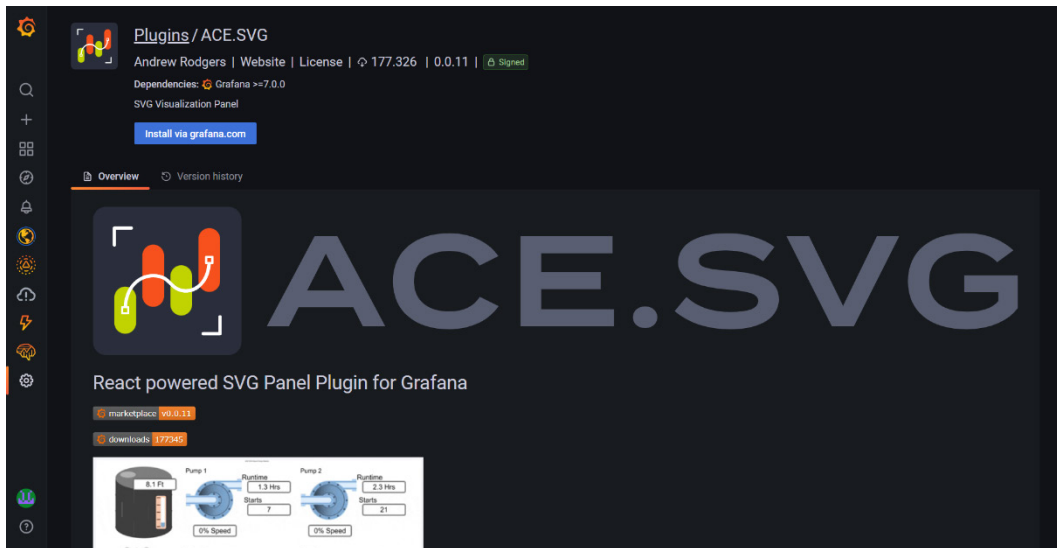 Plugins / ACE.SVG
Andrew Rodgers | Website | License | 177.326 | 0.0.11 | Signed
Dependencies: Grafana >=7.0.0
SVG Visualization Panel
Install via grafana.com
Overview Version history
ACE.SVG
React powered SVG Panel Plugin for Grafana
marketplace v0.0.11
downloads 177345
Pump 1 Pump 2
8.1 Ft Runtime Runtime
1.3 Hrs 2.3 Hrs
Starts Starts
7 21
0% Speed 0% Speed